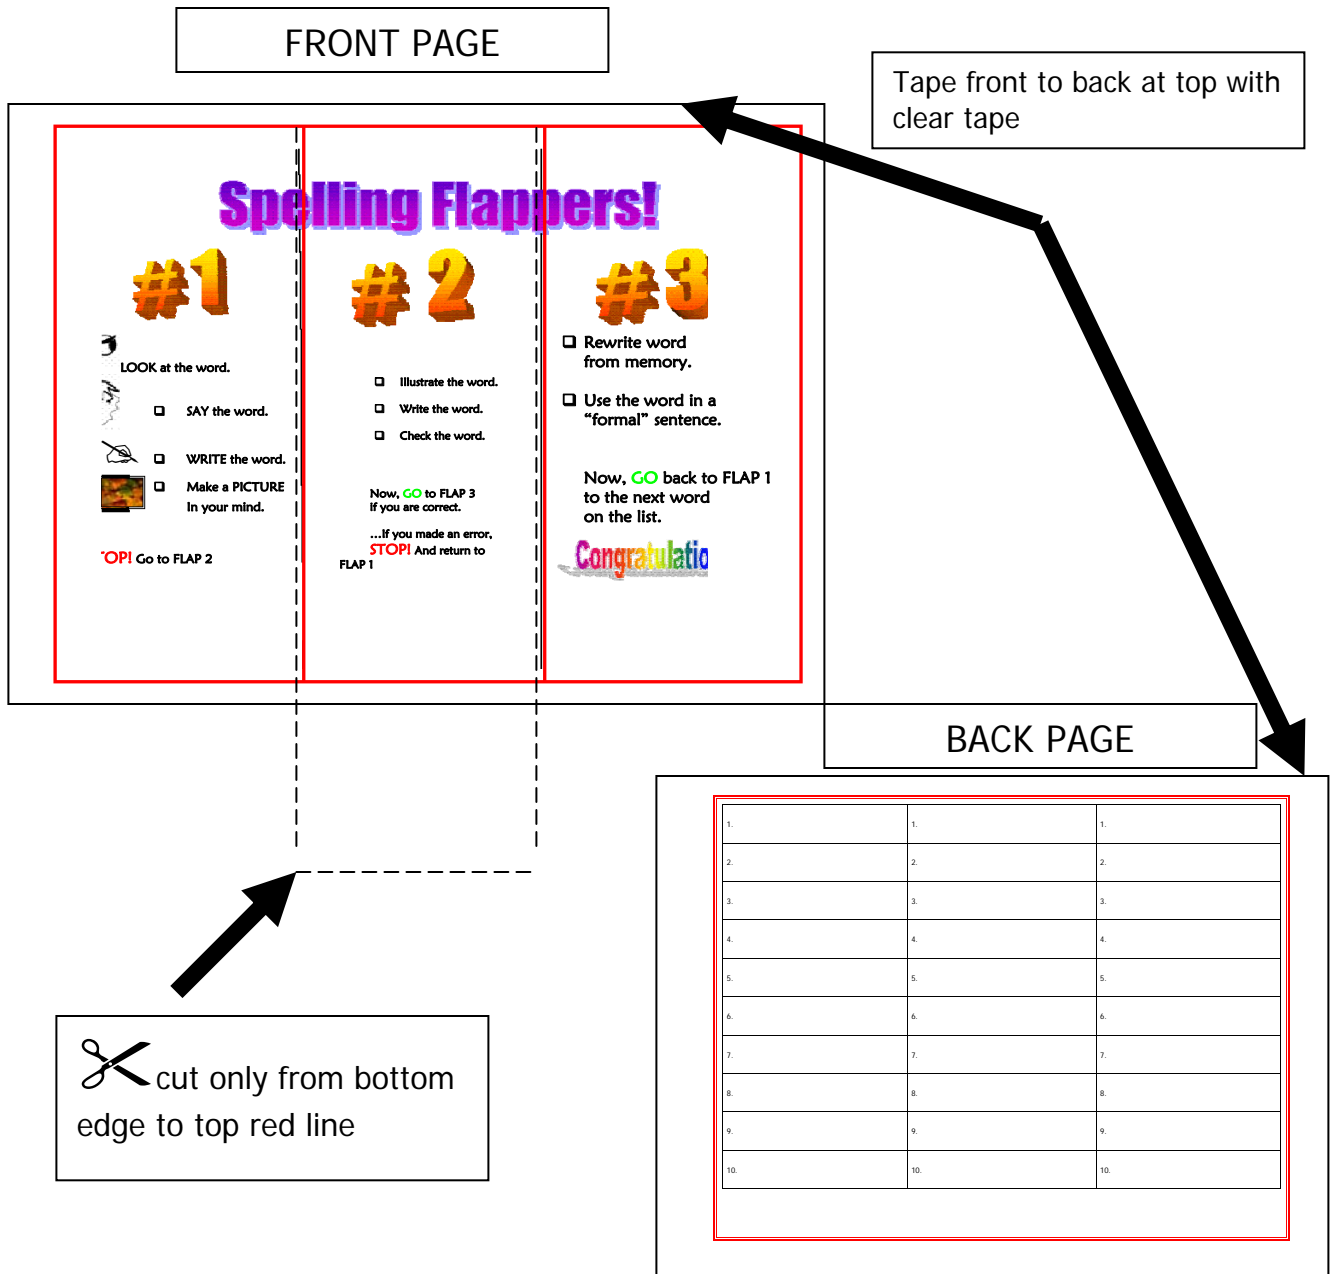 FRONT PAGE
Tape front to back at top with
clear tape
Spelling Flappers!
#1
LOOK at the word.
SAY the word.
WRITE the word.
Make a PICTURE
In your mind.
OP! Go to FLAP 2
# 2
Illustrate the word.
Write the word.
Check the word.
Now, GO to FLAP 3
If you are correct.
...If you made an error,
STOP! And return to
FLAP 1
#3
Rewrite word
from memory.
Use the word in a
“formal” sentence.
Now, GO back to FLAP 1
to the next word
on the list.
Congratulatio
BACK PAGE
1. 1. 1.
2. 2. 2.
3. 3. 3.
4. 4. 4.
5. 5. 5.
6. 6. 6.
7. 7. 7.
8. 8. 8.
9. 9. 9.
10. 10. 10.
cut only from bottom
edge to top red line